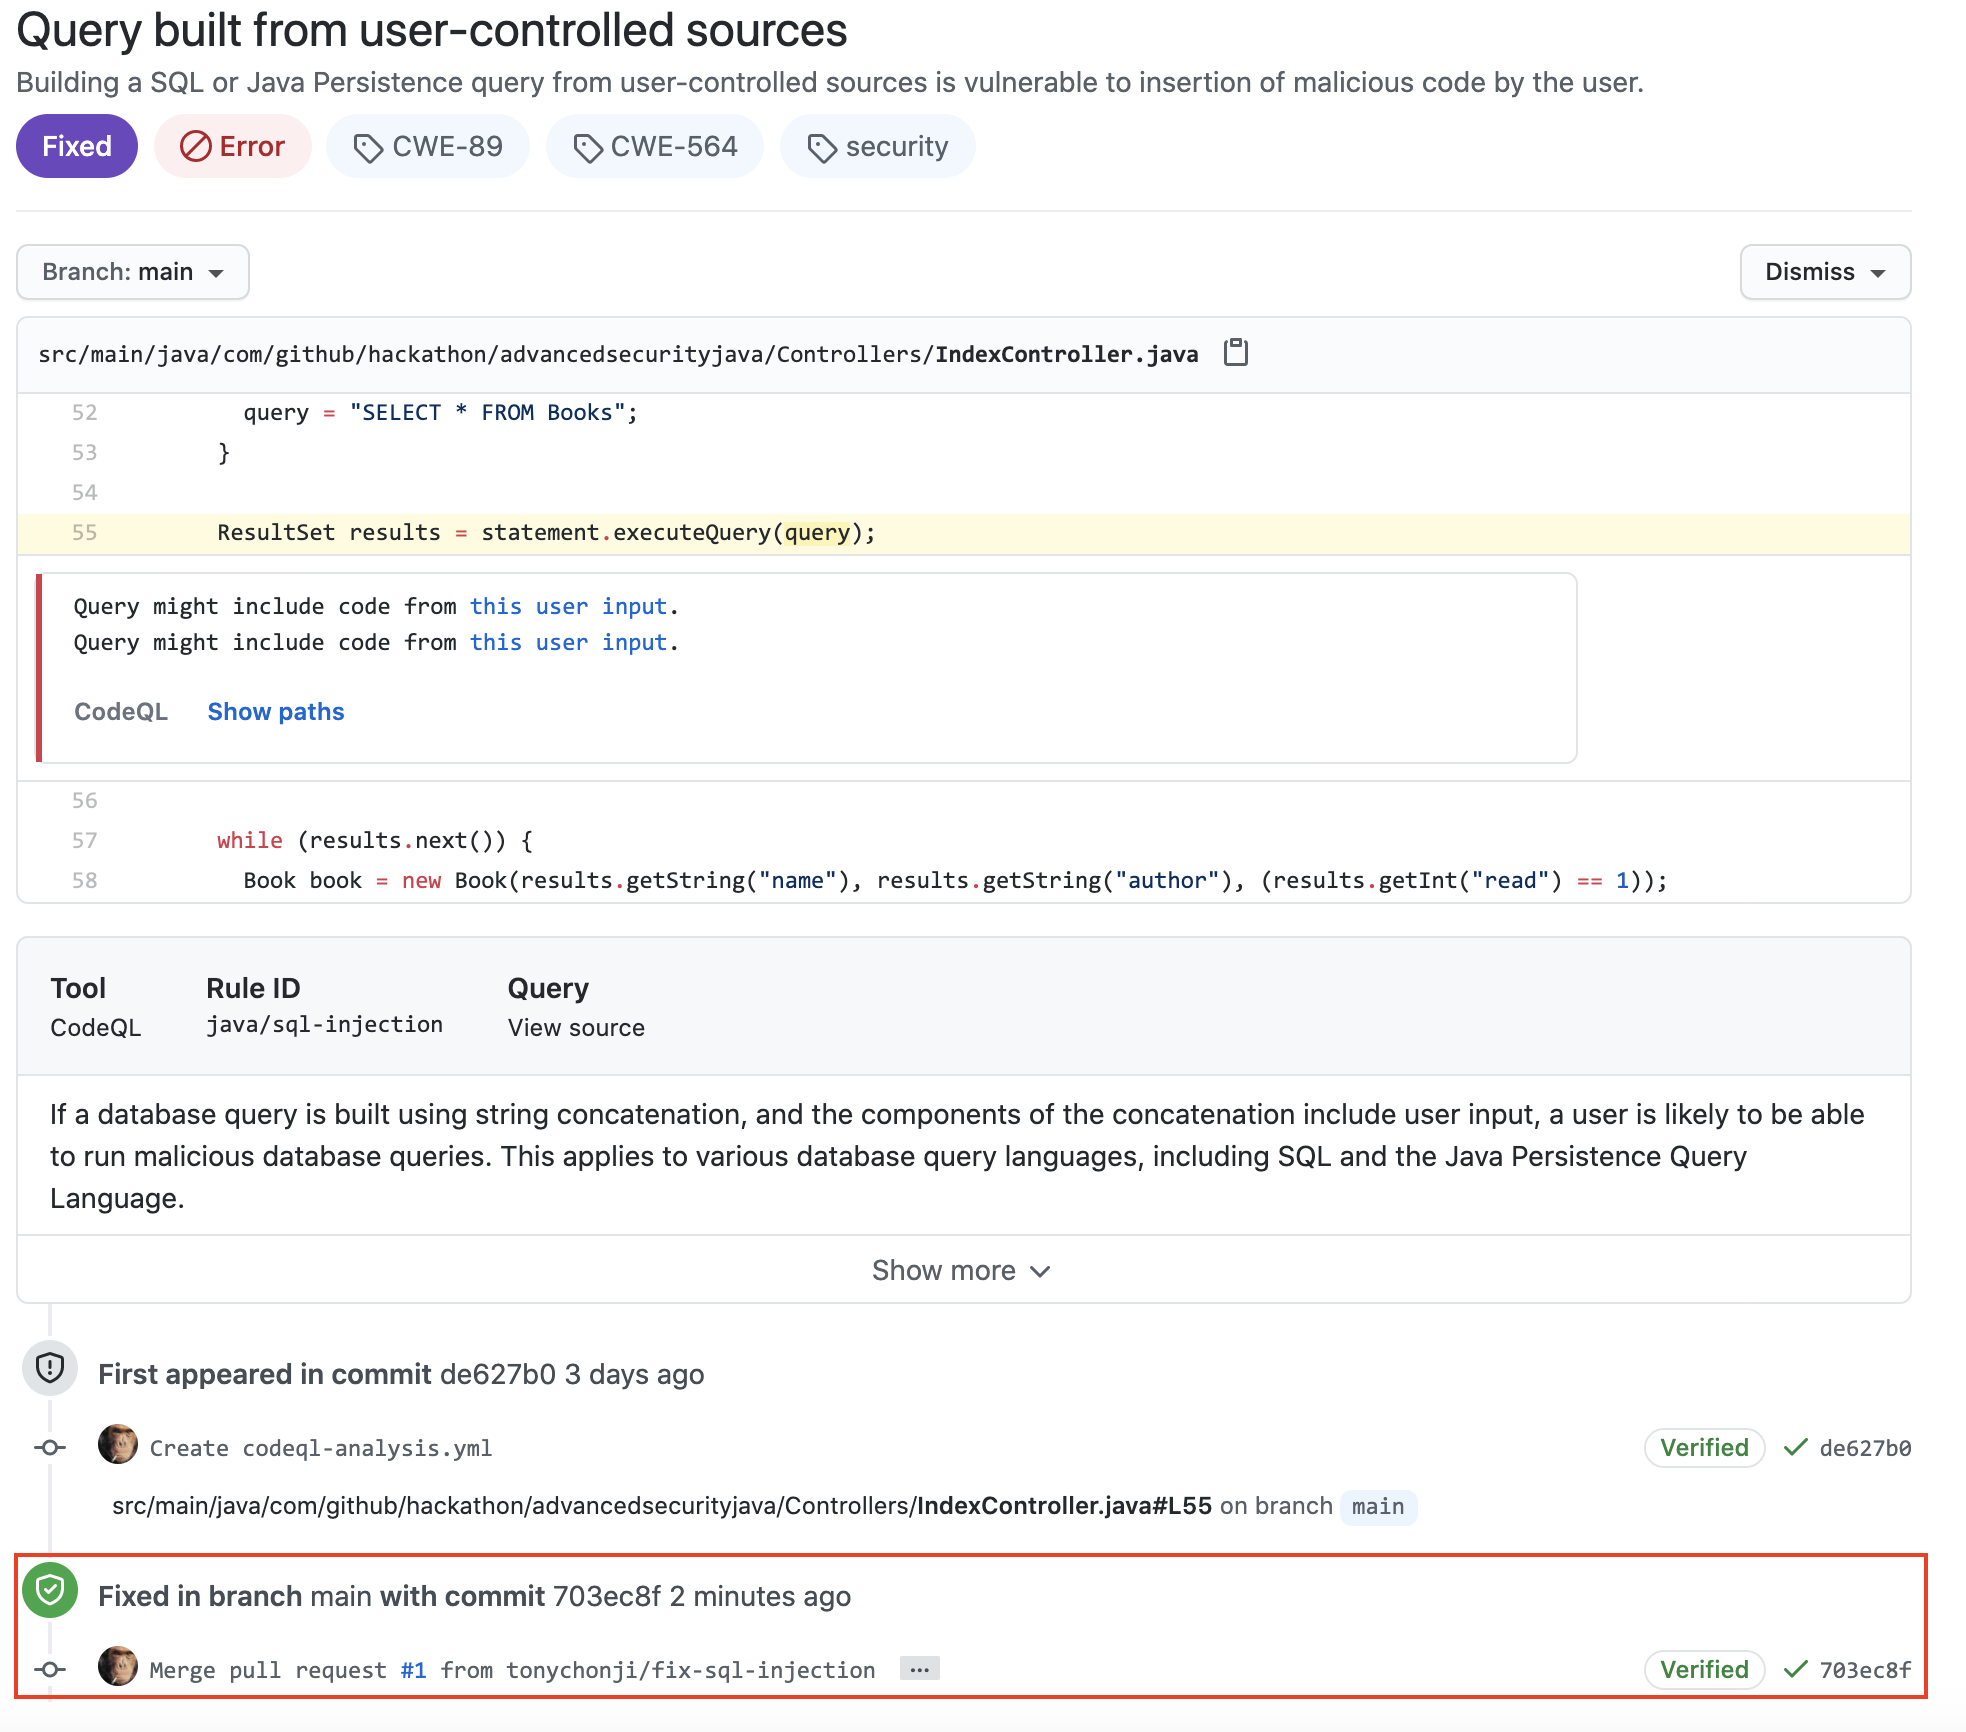 Query built from user-controlled sources
Building a SQL or Java Persistence query from user-controlled sources is vulnerable to insertion of malicious code by the user.
Fixed Error CWE-89 CWE-564 security
Branch: main Dismiss
src/main/java/com/github/hackathon/advancedsecurityjava/Controllers/IndexController.java
52 query = "SELECT * FROM Books";
53 }
54
55 ResultSet results = statement.executeQuery(query);
Query might include code from this user input.
Query might include code from this user input.
CodeQL Show paths
56
57 while (results.next()) {
58 Book book = new Book(results.getString("name"), results.getString("author"), (results.getInt("read") == 1));
Tool Rule ID Query
CodeQL java/sql-injection View source
If a database query is built using string concatenation, and the components of the concatenation include user input, a user is likely to be able
to run malicious database queries. This applies to various database query languages, including SQL and the Java Persistence Query
Language.
Show more
First appeared in commit de627b0 3 days ago
Create codeql-analysis.yml Verified de627b0
src/main/java/com/github/hackathon/advancedsecurityjava/Controllers/IndexController.java#L55 on branch main
Fixed in branch main with commit 703ec8f 2 minutes ago
Merge pull request #1 from tonychonji/fix-sql-injection ... Verified 703ec8f